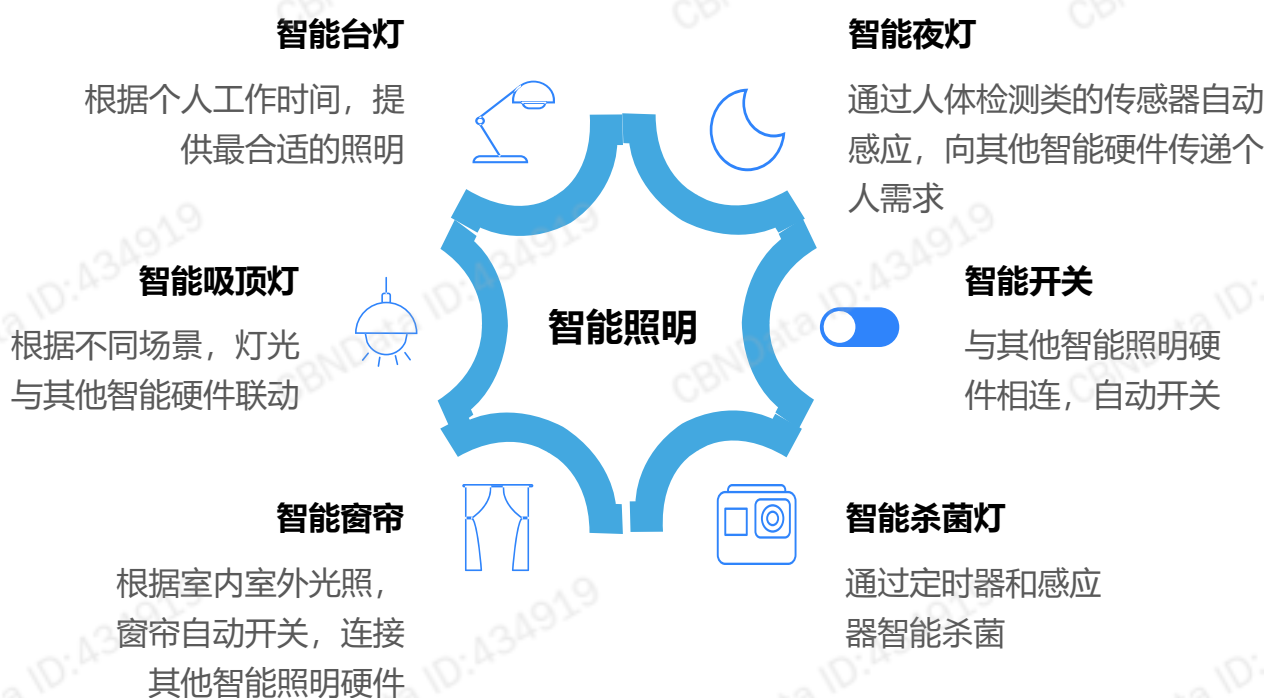 智能台灯
根据个人工作时间，提
供最合适的照明
智能夜灯
通过人体检测类的传感器自动
感应，向其他智能硬件传递个
人需求
智能吸顶灯
根据不同场景，灯光
与其他智能硬件联动
智能照明
智能开关
与其他智能照明硬
件相连，自动开关
智能窗帘
根据室内室外光照，
窗帘自动开关，连接
其他智能照明硬件
智能杀菌灯
通过定时器和感应
器智能杀菌
CBNData ID:434919